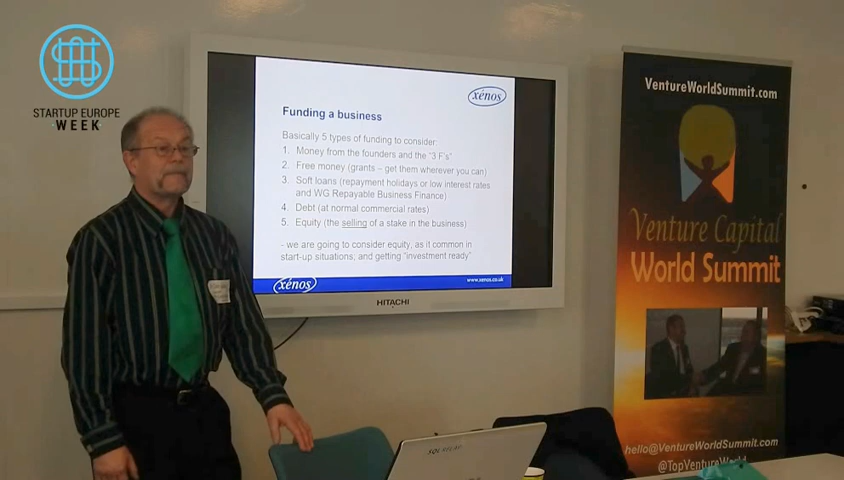 STARTUP EUROPE
WEEK
xénos
Funding a business
Basically 5 types of funding to consider:
1. Money from the founders and the "3 F's"
2. Free money (grants – get them wherever you can)
3. Soft loans (repayment holidays or low interest rates
and WG Repayable Business Finance)
4. Debt (at normal commercial rates)
5. Equity (the selling of a stake in the business)
- we are going to consider equity, as it common in
start-up situations, and getting "investment ready"
xénos
www.xenos.co.uk
HITACHI
VentureWorldSummit.com
Venture Capital
World Summit
hello@VentureWorldSummit.com
@TopVentureWorld